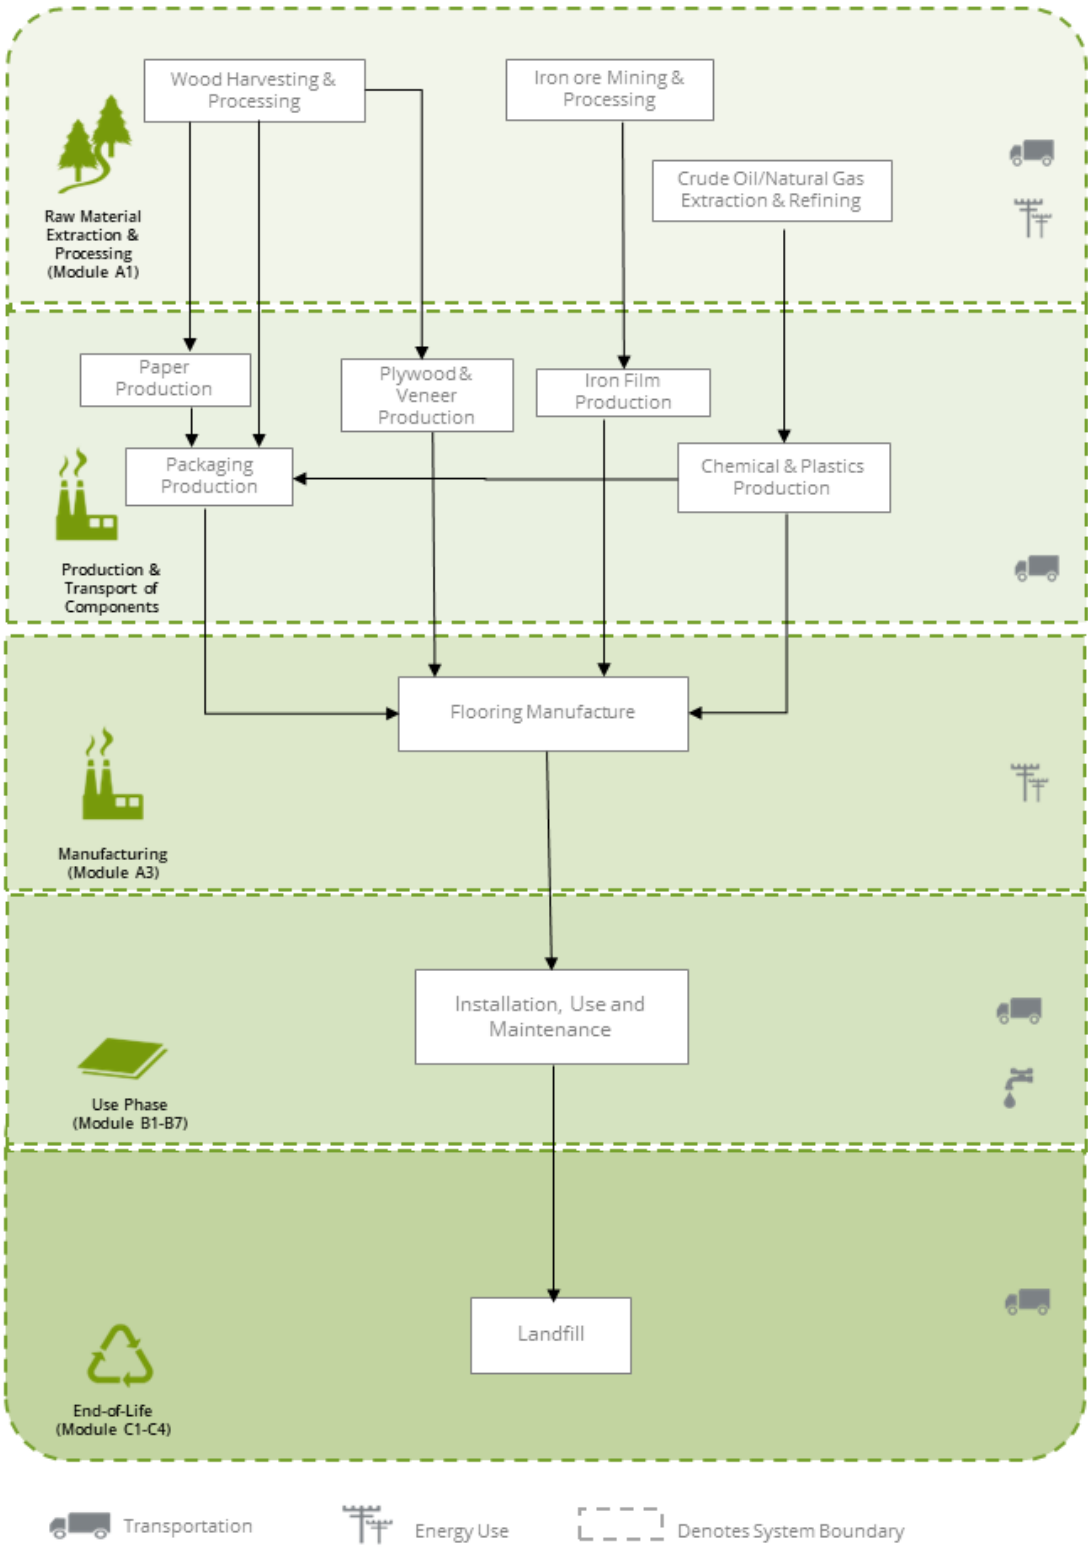 Wood Harvesting &
Processing
Iron ore Mining &
Processing
Crude Oil/Natural Gas
Extraction & Refining
Raw Material
Extraction &
Processing
(Module A1)
Paper
Production
Plywood &
Veneer
Production
Iron Film
Production
Packaging
Production
Chemical & Plastics
Production
Production &
Transport of
Components
Flooring Manufacture
Manufacturing
(Module A3)
Installation, Use and
Maintenance
Use Phase
(Module B1-B7)
Landfill
End-of-Life
(Module C1-C4)
Transportation
Energy Use
Denotes System Boundary